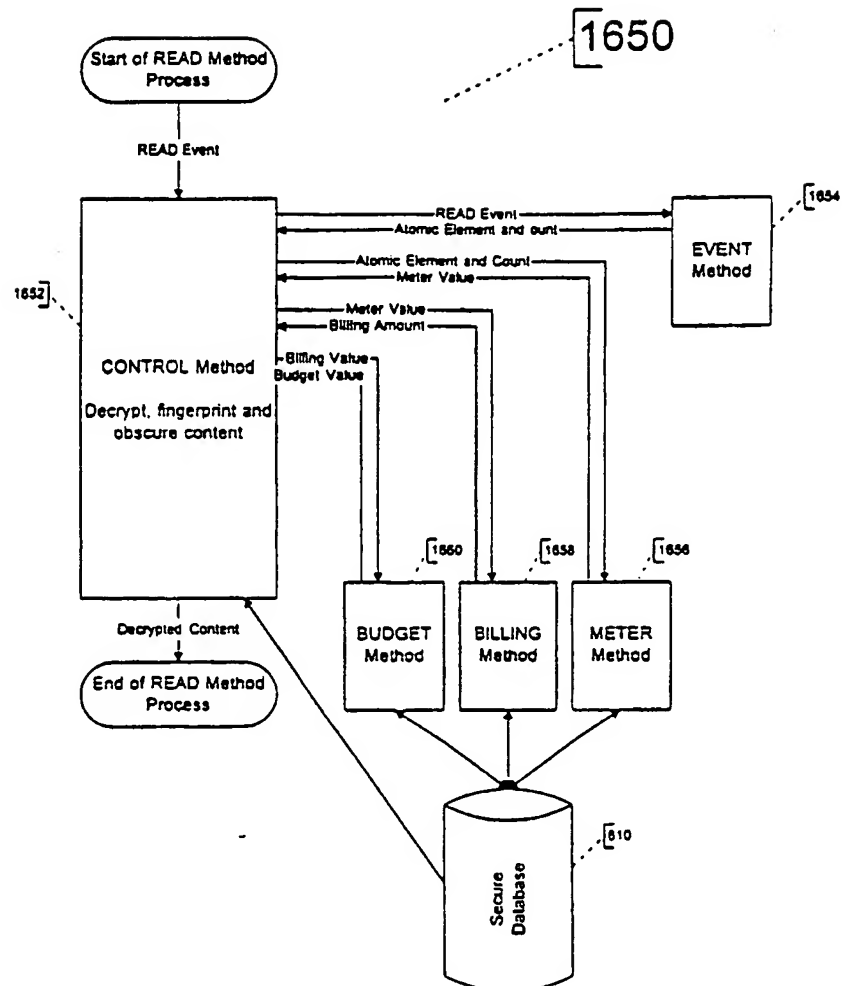 1650
Start of READ Method
Process
READ Event
READ Event
Atomic Element and ount
1654
EVENT
Method
Atomic Element and Count
Meter Value
1652
Meter Value
Billing Amount
CONTROL Method
Decrypt, fingerprint and
obscure content
Billing Value
Budget Value
1660
1658
1656
BUDGET
Method
BILLING
Method
METER
Method
Decrypted Content
End of READ Method
Process
610
Secure
Database